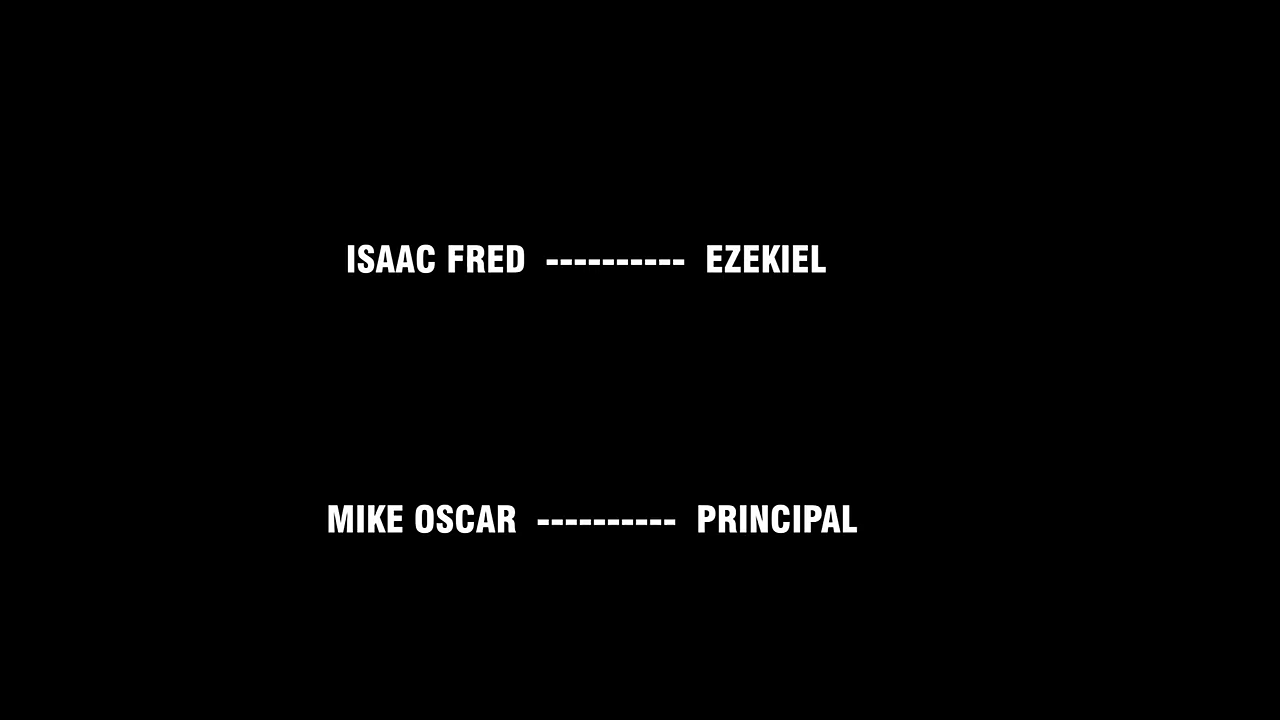 ISAAC FRED ---------- EZEKIEL
MIKE OSCAR ---------- PRINCIPAL